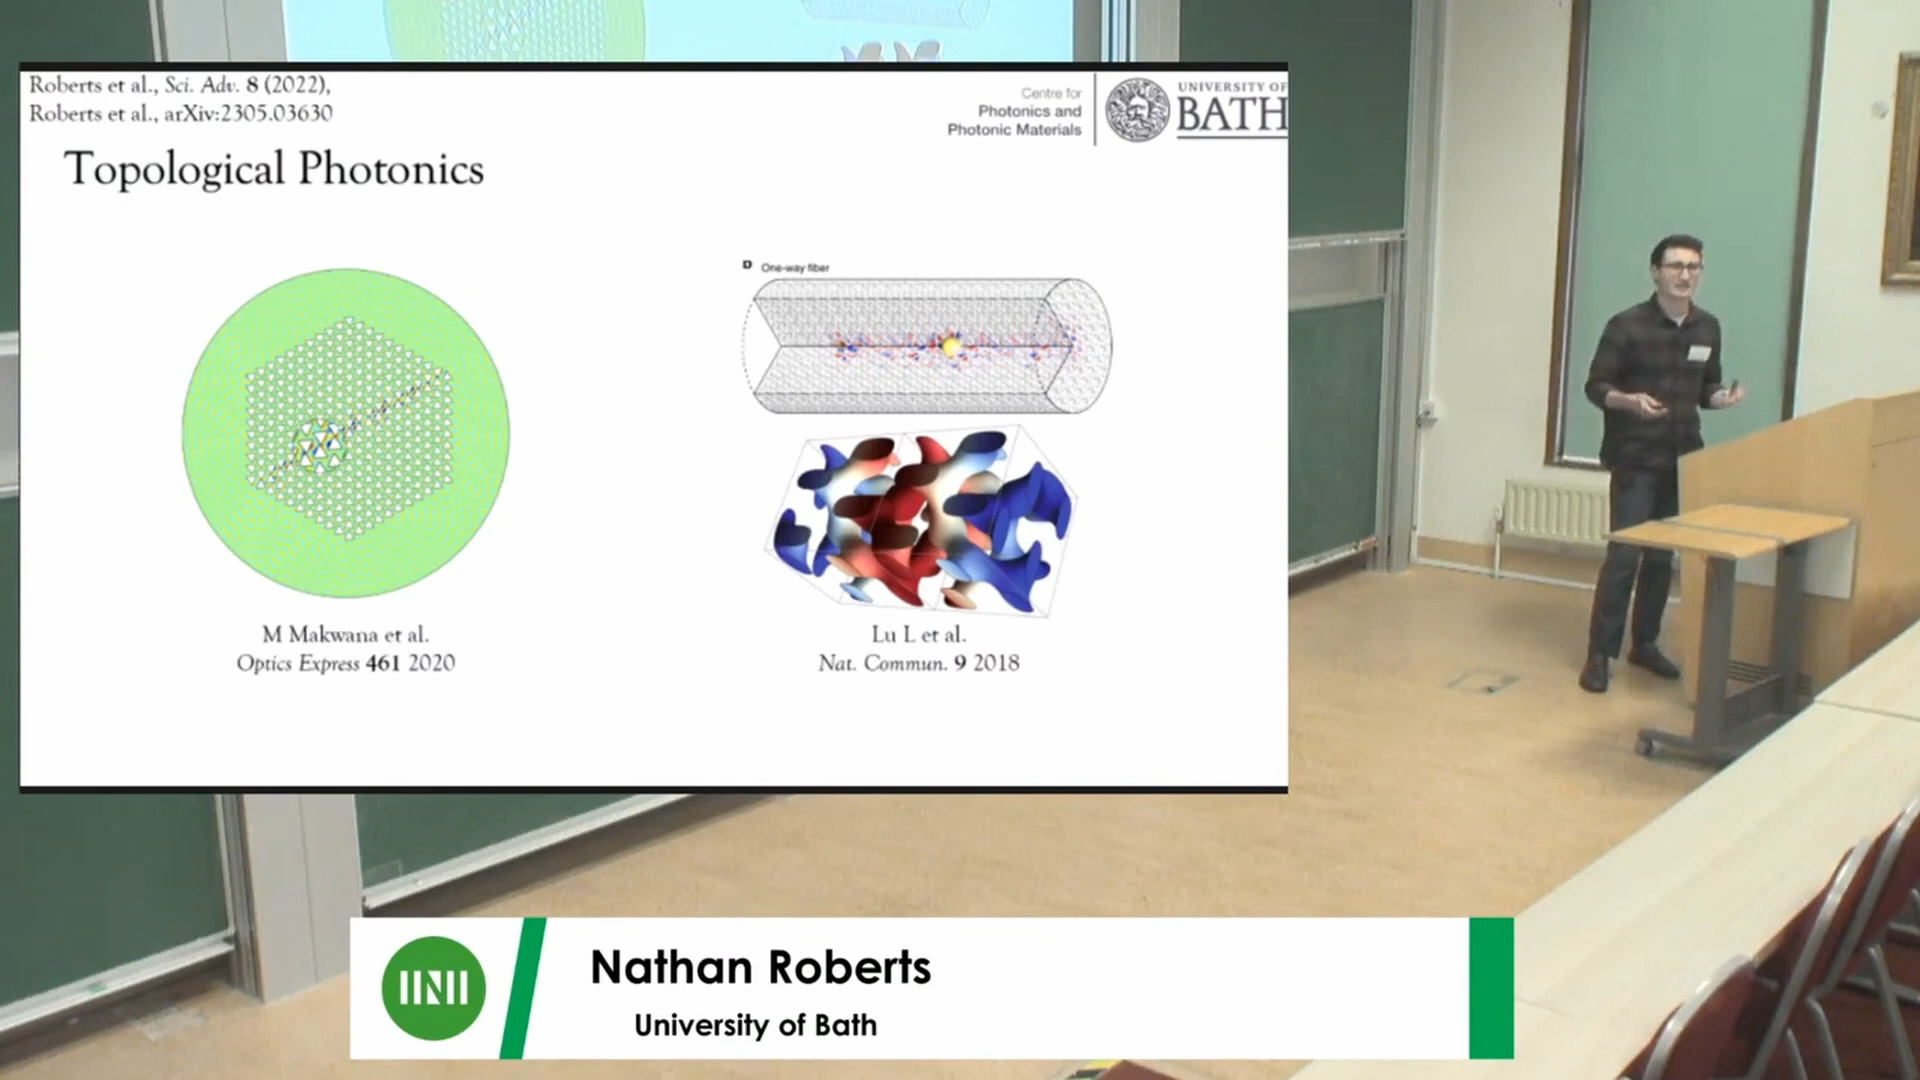 Roberts et al., Sci. Adv. 8 (2022),
Roberts et al., arXiv:2305.03630
Centre for
Photonics and
Photonic Materials
UNIVERSITY OF
BATH
Topological Photonics
D One-way fiber
M Makwana et al.
Optics Express 461 2020
Lu L et al.
Nat. Commun. 9 2018
Nathan Roberts
University of Bath